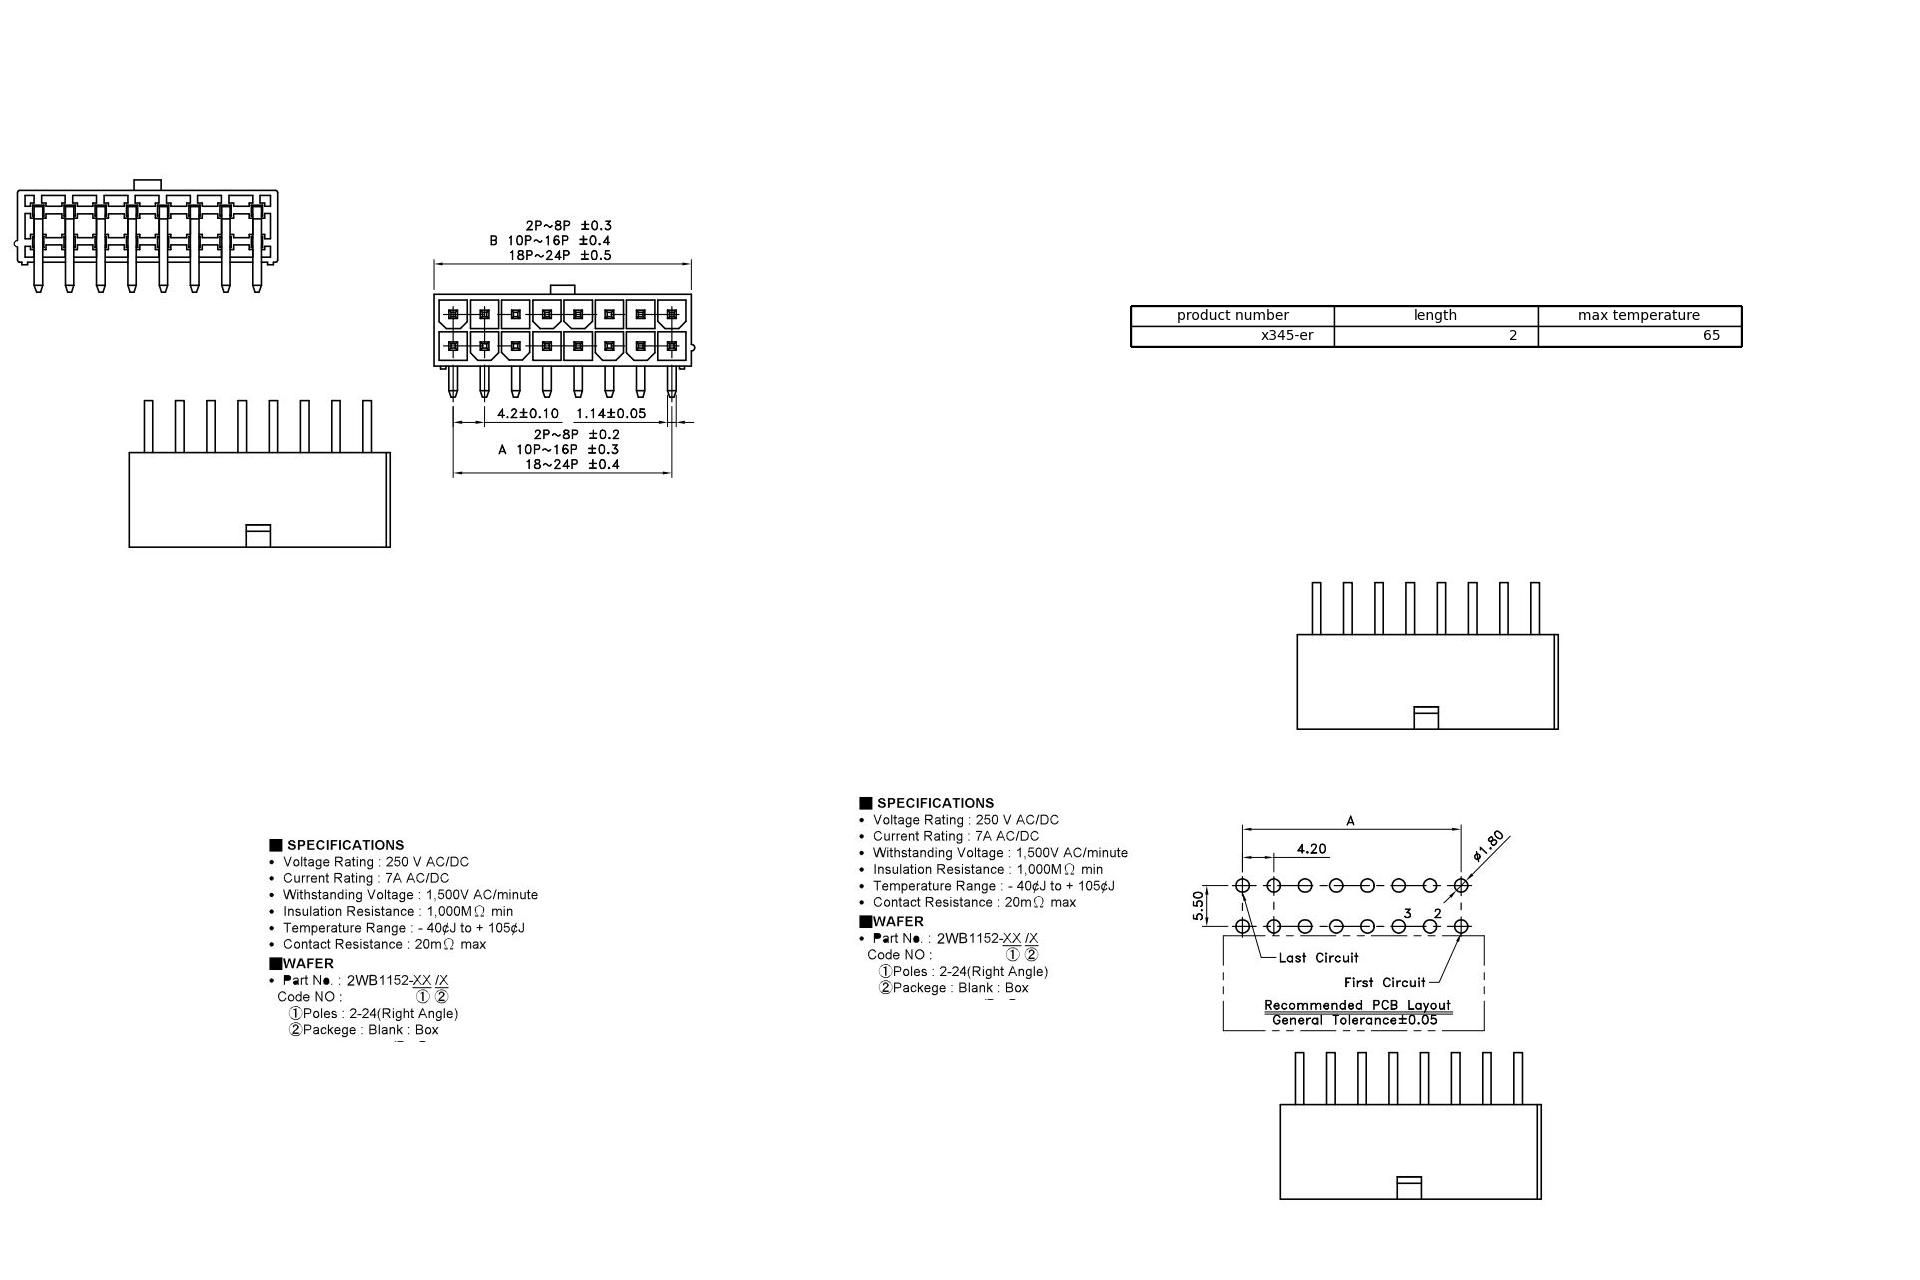 2P~8P ±0.3
B 10P~16P ±0.4
18P~24P ±0.5
4.2±0.10 1.14±0.05
2P~8P ±0.2
A 10P~16P ±0.3
18~24P ±0.4
product number length max temperature
x345-er 2 65
■ SPECIFICATIONS
• Voltage Rating : 250 V AC/DC
• Current Rating : 7A AC/DC
• Withstanding Voltage : 1,500V AC/minute
• Insulation Resistance : 1,000MΩ min
• Temperature Range : - 40¢J to + 105¢J
• Contact Resistance : 20mΩ max
■WAFER
• Part No. : 2WB1152-XX /X
Code NO : ① ②
①Poles : 2-24(Right Angle)
②Packege : Blank : Box
■ SPECIFICATIONS
• Voltage Rating : 250 V AC/DC
• Current Rating : 7A AC/DC
• Withstanding Voltage : 1,500V AC/minute
• Insulation Resistance : 1,000MΩ min
• Temperature Range : - 40¢J to + 105¢J
• Contact Resistance : 20mΩ max
■WAFER
• Part No. : 2WB1152-XX /X
Code NO : ① ②
①Poles : 2-24(Right Angle)
②Packege : Blank : Box
A
4.20
ø1.80
5.50
3 2
Last Circuit
First Circuit
Recommended PCB Layout
General Tolerance±0.05